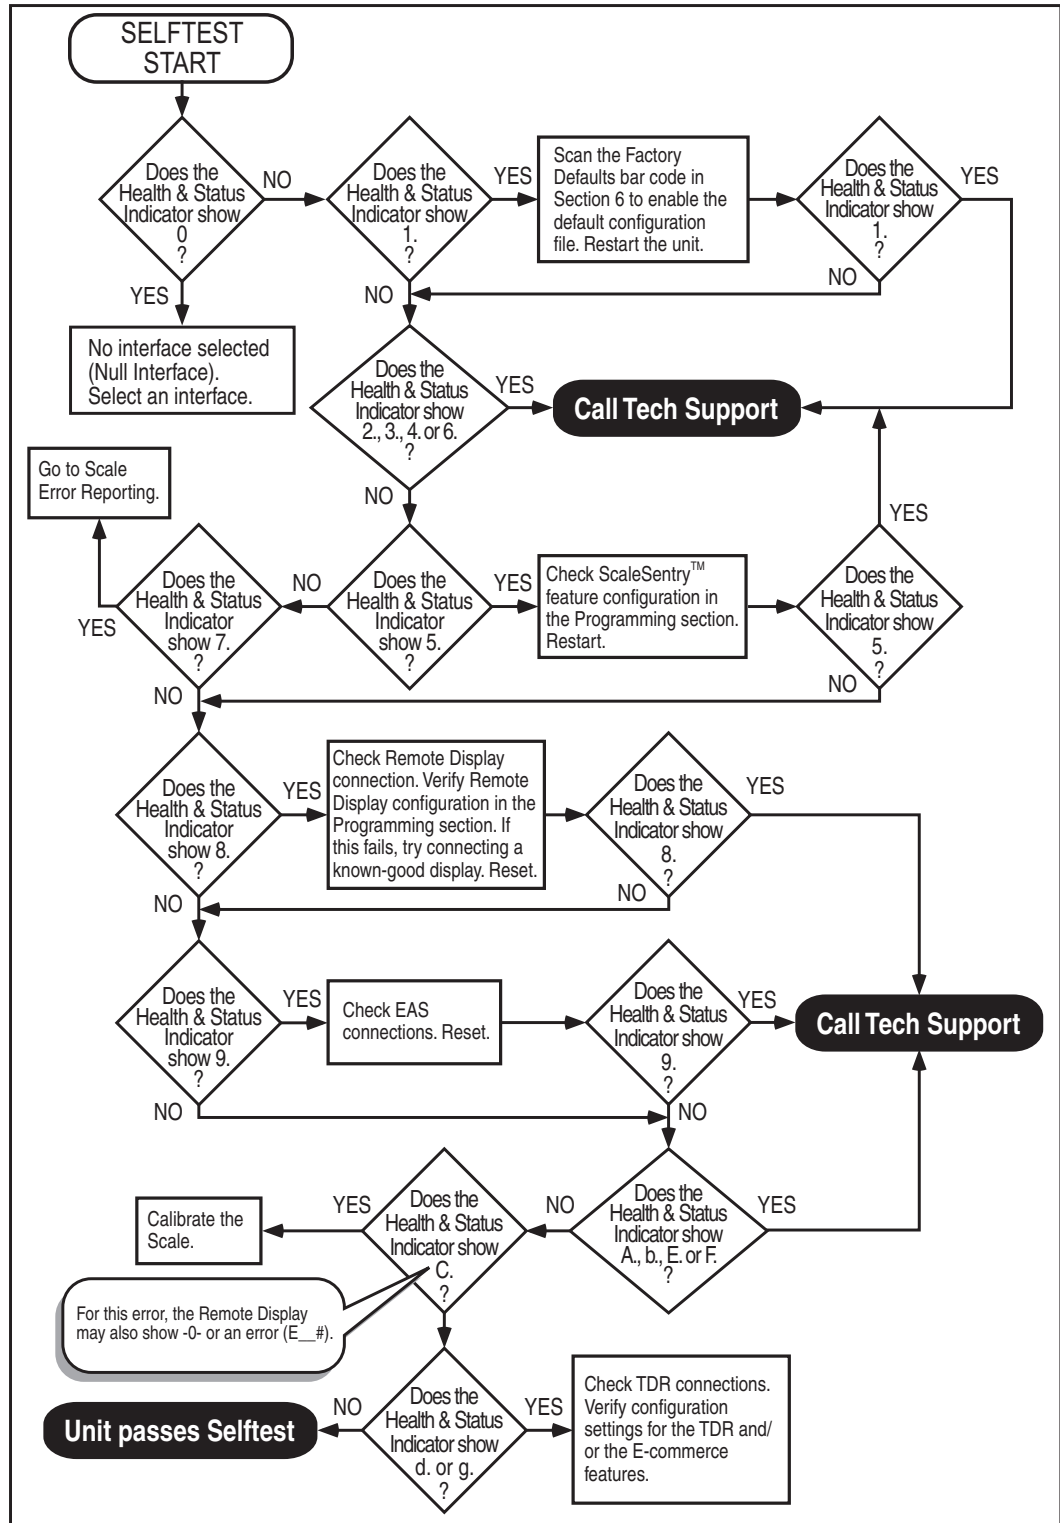 SELFTEST
START
Does the
Health & Status
Indicator show
0
?
NO
YES
No interface selected
(Null Interface).
Select an interface.
Does the
Health & Status
Indicator show
1.
?
YES
NO
Scan the Factory
Defaults bar code in
Section 6 to enable the
default configuration
file. Restart the unit.
Does the
Health & Status
Indicator show
1.
?
YES
NO
Does the
Health & Status
Indicator show
2., 3., 4. or 6.
?
YES
NO
Call Tech Support
Go to Scale
Error Reporting.
Does the
Health & Status
Indicator
show 7.
?
YES
NO
NO
Does the
Health & Status
Indicator
show 5.
?
YES
Check ScaleSentry™
feature configuration in
the Programming section.
Restart.
Does the
Health & Status
Indicator show
5.
?
YES
NO
Does the
Health & Status
Indicator
show 8.
?
YES
NO
Check Remote Display
connection. Verify Remote
Display configuration in the
Programming section. If
this fails, try connecting a
known-good display. Reset.
Does the
Health & Status
Indicator show
8.
?
YES
NO
Does the
Health & Status
Indicator
show 9.
?
YES
NO
Check EAS
connections. Reset.
Does the
Health & Status
Indicator show
9.
?
YES
NO
Call Tech Support
Does the
Health & Status
Indicator show
A., b., E. or F.
?
YES
NO
Does the
Health & Status
Indicator show
C.
?
YES
Calibrate the
Scale.
For this error, the Remote Display
may also show -0- or an error (E__#).
Does the
Health & Status
Indicator show
d. or g.
?
NO
YES
Unit passes Selftest
Check TDR connections.
Verify configuration
settings for the TDR and/
or the E-commerce
features.